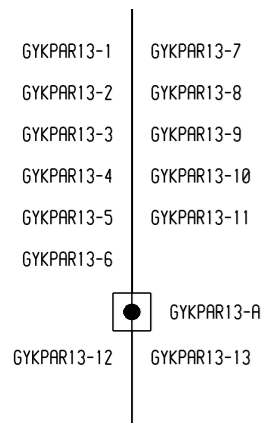 GYKPAR13-1 GYKPAR13-7
GYKPAR13-2 GYKPAR13-8
GYKPAR13-3 GYKPAR13-9
GYKPAR13-4 GYKPAR13-10
GYKPAR13-5 GYKPAR13-11
GYKPAR13-6
GYKPAR13-A
GYKPAR13-12 GYKPAR13-13